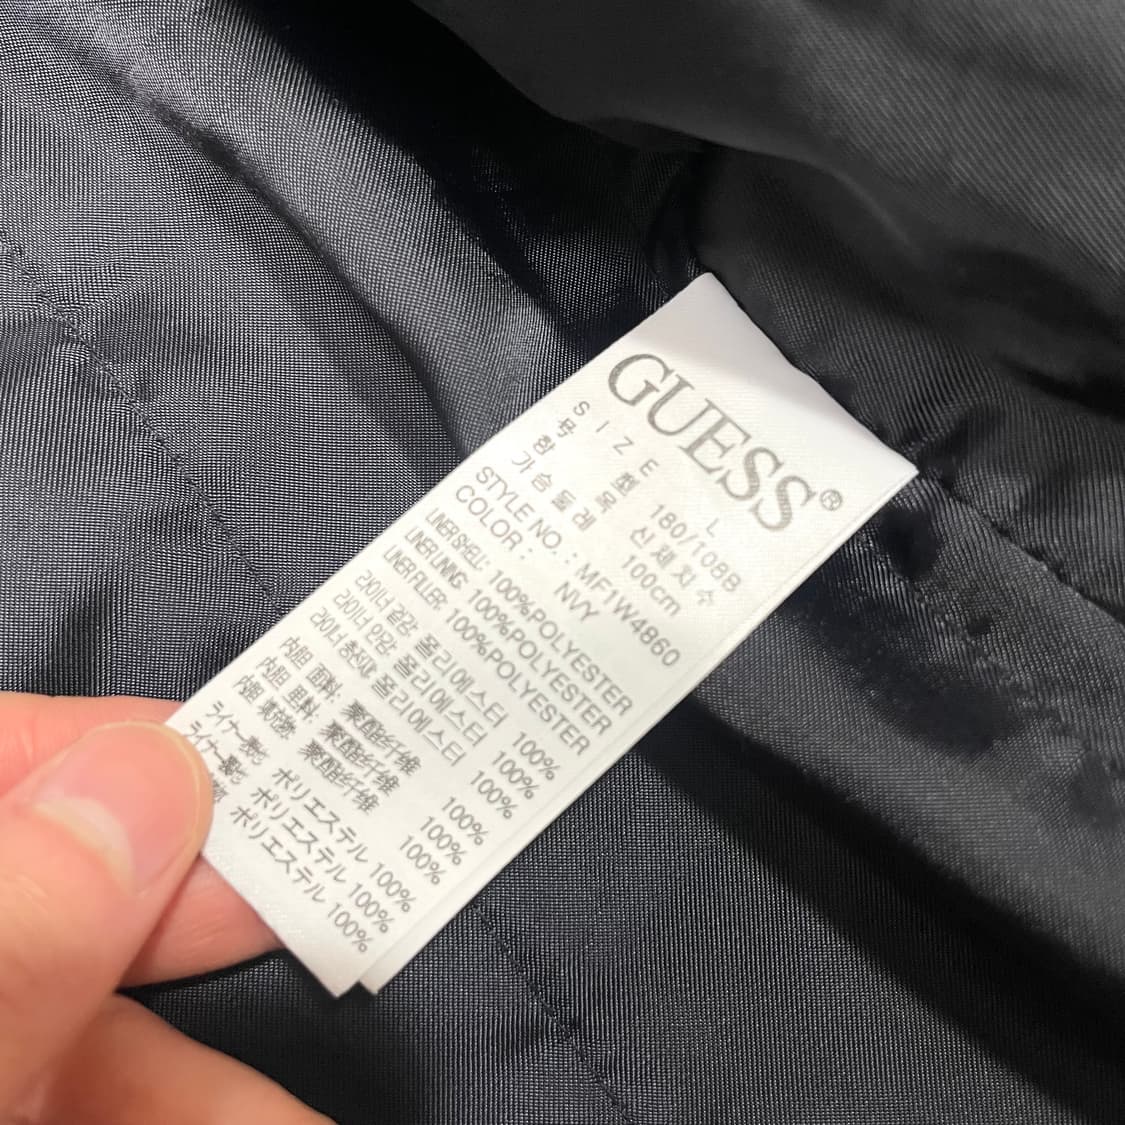 GUESS®
SIZE L
号 型 180/108B
항 목 신체치수
가슴둘레 100cm
STYLE NO.: MF1W4860
COLOR: NVY
LINER SHELL: 100%POLYESTER
LINER LINING: 100%POLYESTER
LINER FILLER: 100%POLYESTER
라이너 겉감: 폴리에스터 100%
라이너 안감: 폴리에스터 100%
라이너 충전재: 폴리에스터 100%
内胆 面料: 聚酯纤维 100%
内胆 里料: 聚酯纤维 100%
内胆 填充物: 聚酯纤维 100%
ライナー表地 ポリエステル 100%
ライナー裏地 ポリエステル 100%
ポリエステル 100%